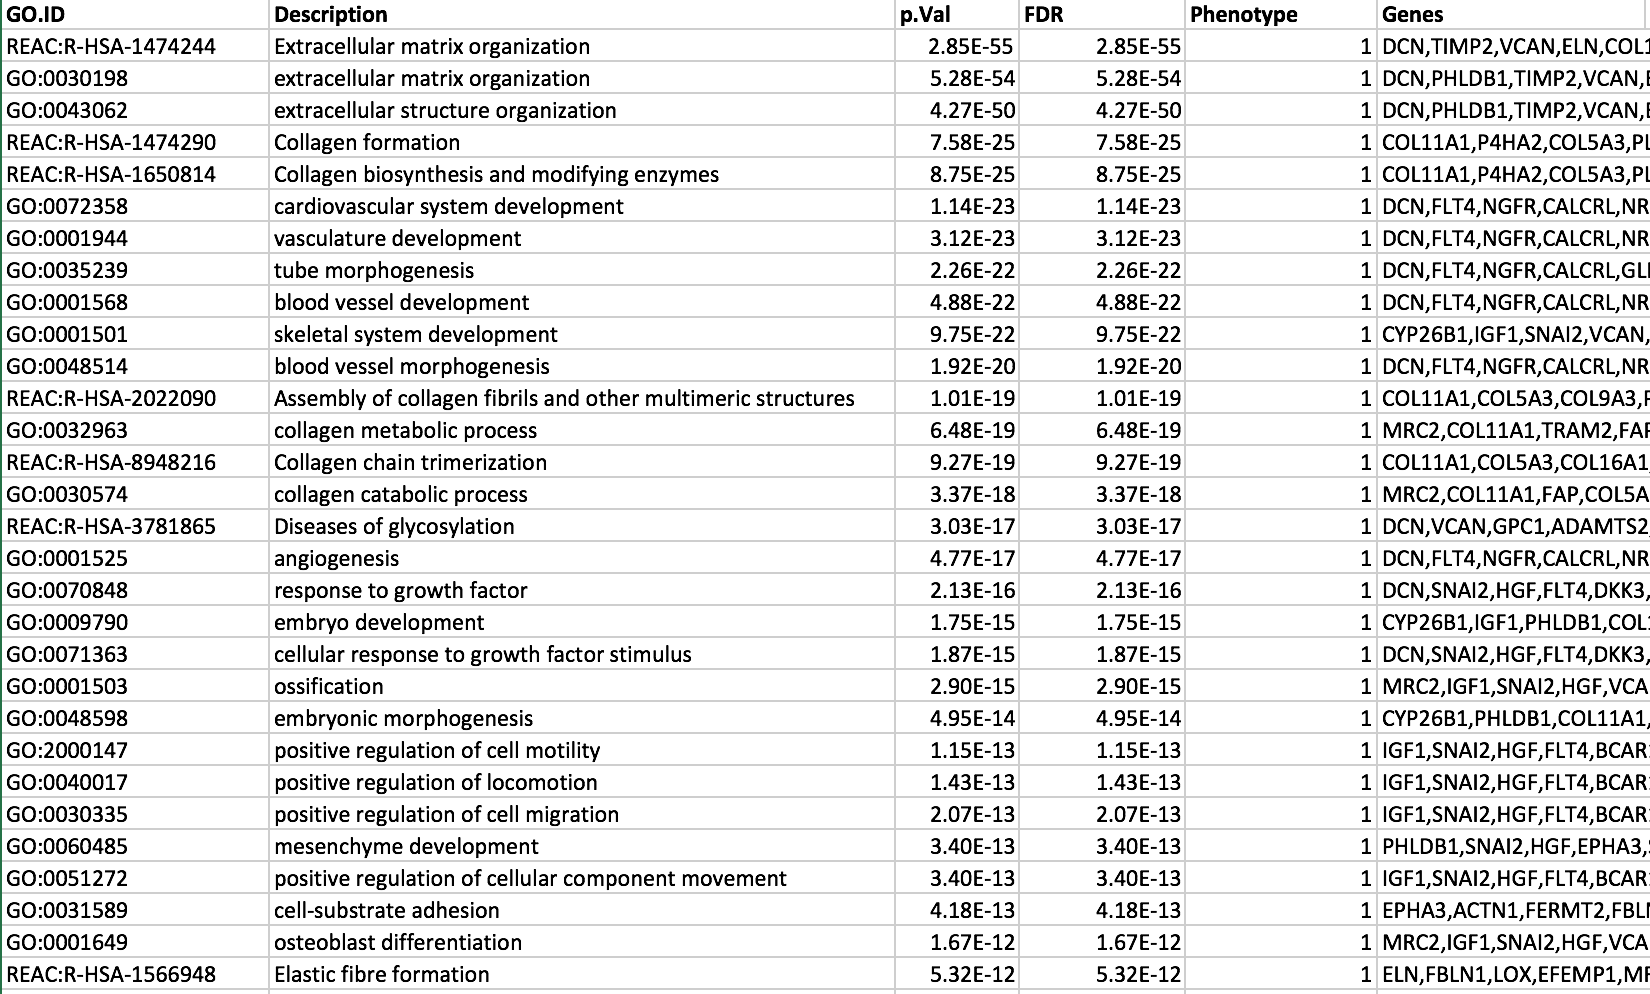 GO.ID Description p.Val FDR Phenotype Genes
REAC:R-HSA-1474244 Extracellular matrix organization 2.85E-55 2.85E-55 1 DCN,TIMP2,VCAN,ELN,COL1
GO:0030198 extracellular matrix organization 5.28E-54 5.28E-54 1 DCN,PHLDB1,TIMP2,VCAN,E
GO:0043062 extracellular structure organization 4.27E-50 4.27E-50 1 DCN,PHLDB1,TIMP2,VCAN,E
REAC:R-HSA-1474290 Collagen formation 7.58E-25 7.58E-25 1 COL11A1,P4HA2,COL5A3,PL
REAC:R-HSA-1650814 Collagen biosynthesis and modifying enzymes 8.75E-25 8.75E-25 1 COL11A1,P4HA2,COL5A3,PL
GO:0072358 cardiovascular system development 1.14E-23 1.14E-23 1 DCN,FLT4,NGFR,CALCRL,NR
GO:0001944 vasculature development 3.12E-23 3.12E-23 1 DCN,FLT4,NGFR,CALCRL,NR
GO:0035239 tube morphogenesis 2.26E-22 2.26E-22 1 DCN,FLT4,NGFR,CALCRL,GLI
GO:0001568 blood vessel development 4.88E-22 4.88E-22 1 DCN,FLT4,NGFR,CALCRL,NR
GO:0001501 skeletal system development 9.75E-22 9.75E-22 1 CYP26B1,IGF1,SNAI2,VCAN,
GO:0048514 blood vessel morphogenesis 1.92E-20 1.92E-20 1 DCN,FLT4,NGFR,CALCRL,NR
REAC:R-HSA-2022090 Assembly of collagen fibrils and other multimeric structures 1.01E-19 1.01E-19 1 COL11A1,COL5A3,COL9A3,P
GO:0032963 collagen metabolic process 6.48E-19 6.48E-19 1 MRC2,COL11A1,TRAM2,FAP
REAC:R-HSA-8948216 Collagen chain trimerization 9.27E-19 9.27E-19 1 COL11A1,COL5A3,COL16A1,
GO:0030574 collagen catabolic process 3.37E-18 3.37E-18 1 MRC2,COL11A1,FAP,COL5A
REAC:R-HSA-3781865 Diseases of glycosylation 3.03E-17 3.03E-17 1 DCN,VCAN,GPC1,ADAMTS2,
GO:0001525 angiogenesis 4.77E-17 4.77E-17 1 DCN,FLT4,NGFR,CALCRL,NR
GO:0070848 response to growth factor 2.13E-16 2.13E-16 1 DCN,SNAI2,HGF,FLT4,DKK3,
GO:0009790 embryo development 1.75E-15 1.75E-15 1 CYP26B1,IGF1,PHLDB1,COL1
GO:0071363 cellular response to growth factor stimulus 1.87E-15 1.87E-15 1 DCN,SNAI2,HGF,FLT4,DKK3,
GO:0001503 ossification 2.90E-15 2.90E-15 1 MRC2,IGF1,SNAI2,HGF,VCA
GO:0048598 embryonic morphogenesis 4.95E-14 4.95E-14 1 CYP26B1,PHLDB1,COL11A1,
GO:2000147 positive regulation of cell motility 1.15E-13 1.15E-13 1 IGF1,SNAI2,HGF,FLT4,BCAR
GO:0040017 positive regulation of locomotion 1.43E-13 1.43E-13 1 IGF1,SNAI2,HGF,FLT4,BCAR
GO:0030335 positive regulation of cell migration 2.07E-13 2.07E-13 1 IGF1,SNAI2,HGF,FLT4,BCAR
GO:0060485 mesenchyme development 3.40E-13 3.40E-13 1 PHLDB1,SNAI2,HGF,EPHA3,S
GO:0051272 positive regulation of cellular component movement 3.40E-13 3.40E-13 1 IGF1,SNAI2,HGF,FLT4,BCAR
GO:0031589 cell-substrate adhesion 4.18E-13 4.18E-13 1 EPHA3,ACTN1,FERMT2,FBLN
GO:0001649 osteoblast differentiation 1.67E-12 1.67E-12 1 MRC2,IGF1,SNAI2,HGF,VCA
REAC:R-HSA-1566948 Elastic fibre formation 5.32E-12 5.32E-12 1 ELN,FBLN1,LOX,EFEMP1,MF